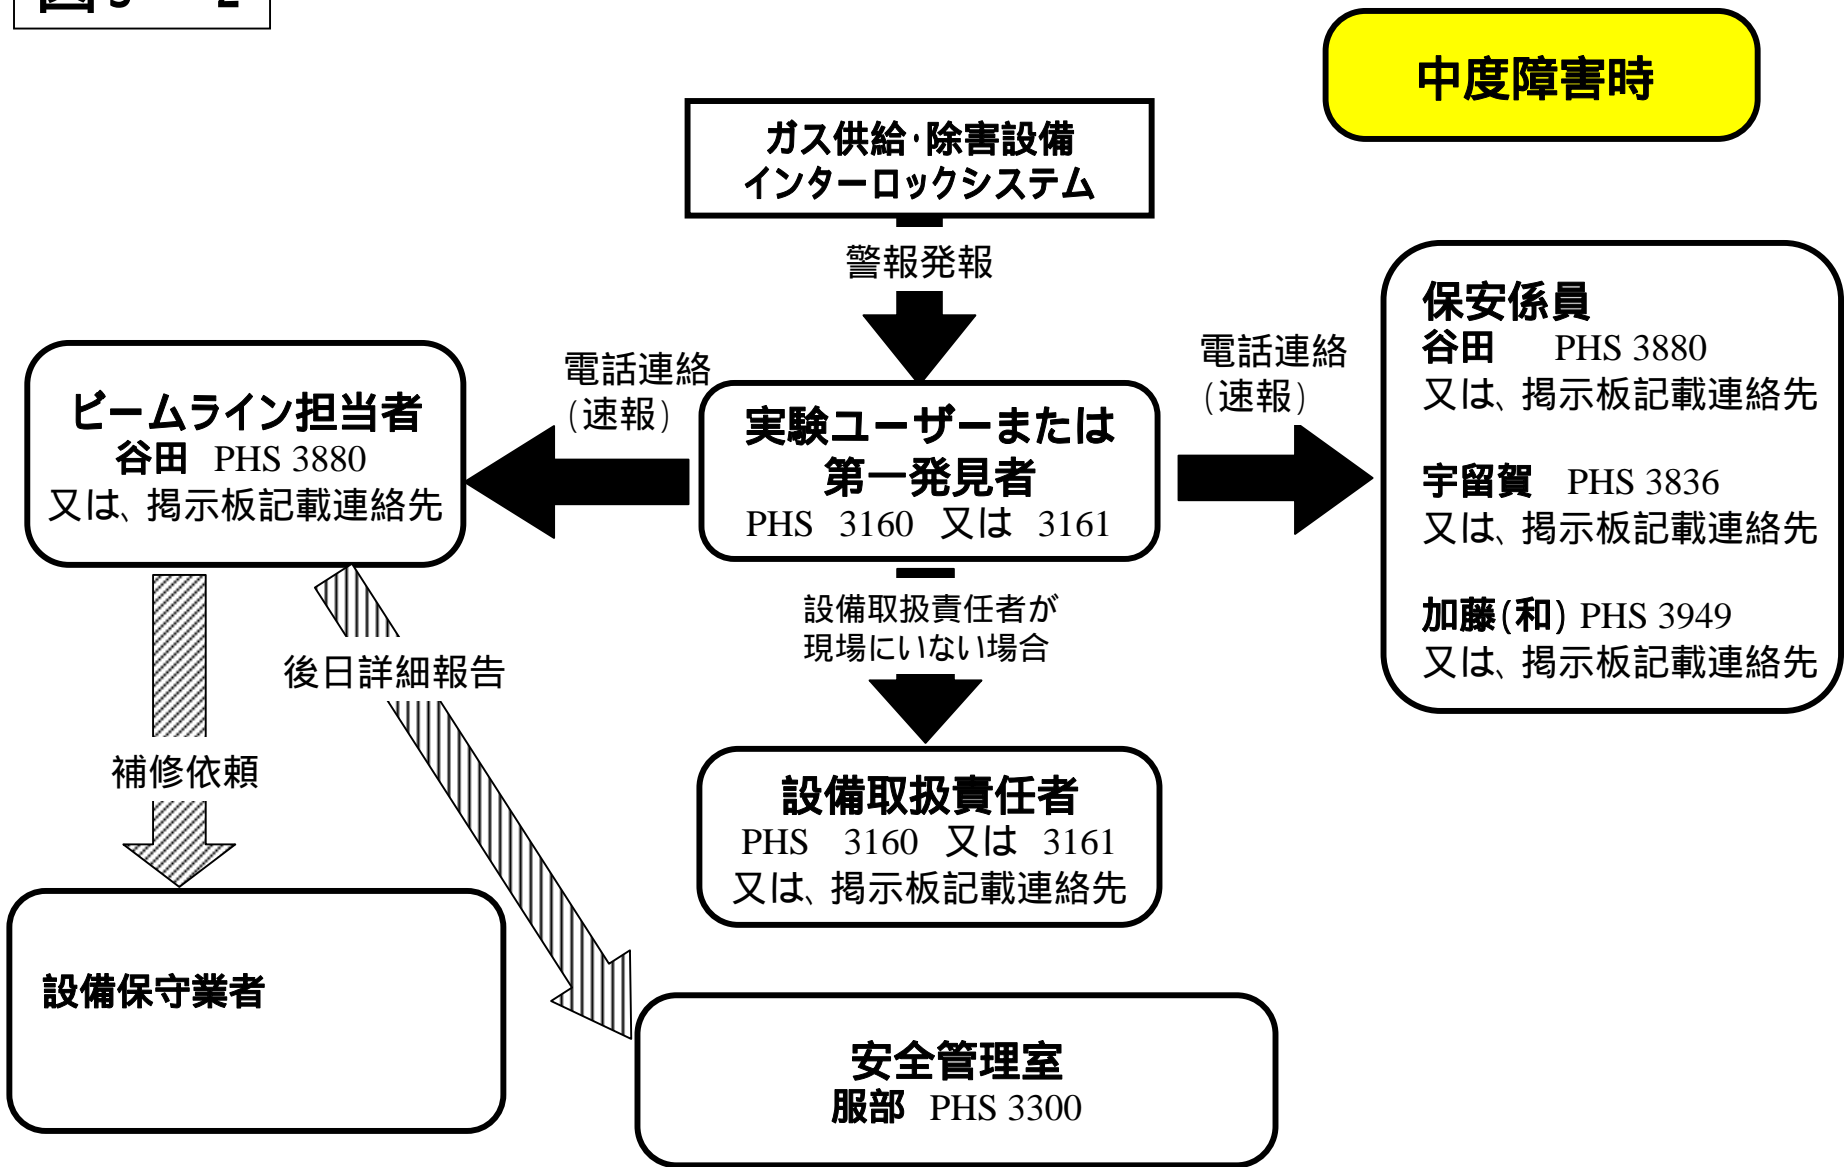 図3 2
中度障害時
ガス供給・除害設備
インターロックシステム
警報発報
電話連絡
(速報)
電話連絡
(速報)
ビームライン担当者
谷田 PHS 3880
又は、掲示板記載連絡先
実験ユーザーまたは
第一発見者
PHS 3160 又は 3161
保安係員
谷田 PHS 3880
又は、掲示板記載連絡先
宇留賀 PHS 3836
又は、掲示板記載連絡先
加藤(和) PHS 3949
又は、掲示板記載連絡先
設備取扱責任者が
現場にいない場合
後日詳細報告
補修依頼
設備取扱責任者
PHS 3160 又は 3161
又は、掲示板記載連絡先
設備保守業者
安全管理室
服部 PHS 3300